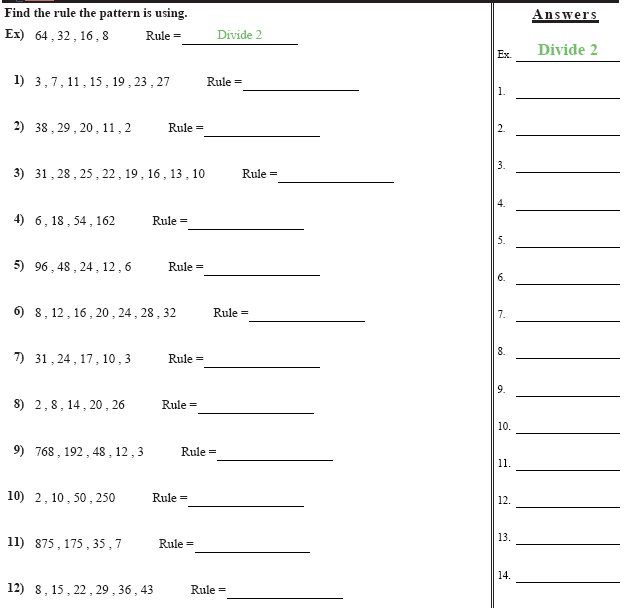 Find the rule the pattern is using.
Ex) 64 , 32 , 16 , 8 Rule = Divide 2
1) 3 , 7 , 11 , 15 , 19 , 23 , 27 Rule =
2) 38 , 29 , 20 , 11 , 2 Rule =
3) 31 , 28 , 25 , 22 , 19 , 16 , 13 , 10 Rule =
4) 6 , 18 , 54 , 162 Rule =
5) 96 , 48 , 24 , 12 , 6 Rule =
6) 8 , 12 , 16 , 20 , 24 , 28 , 32 Rule =
7) 31 , 24 , 17 , 10 , 3 Rule =
8) 2 , 8 , 14 , 20 , 26 Rule =
9) 768 , 192 , 48 , 12 , 3 Rule =
10) 2 , 10 , 50 , 250 Rule =
11) 875 , 175 , 35 , 7 Rule =
12) 8 , 15 , 22 , 29 , 36 , 43 Rule =
Answers
Ex. Divide 2
1.
2.
3.
4.
5.
6.
7.
8.
9.
10.
11.
12.
13.
14.